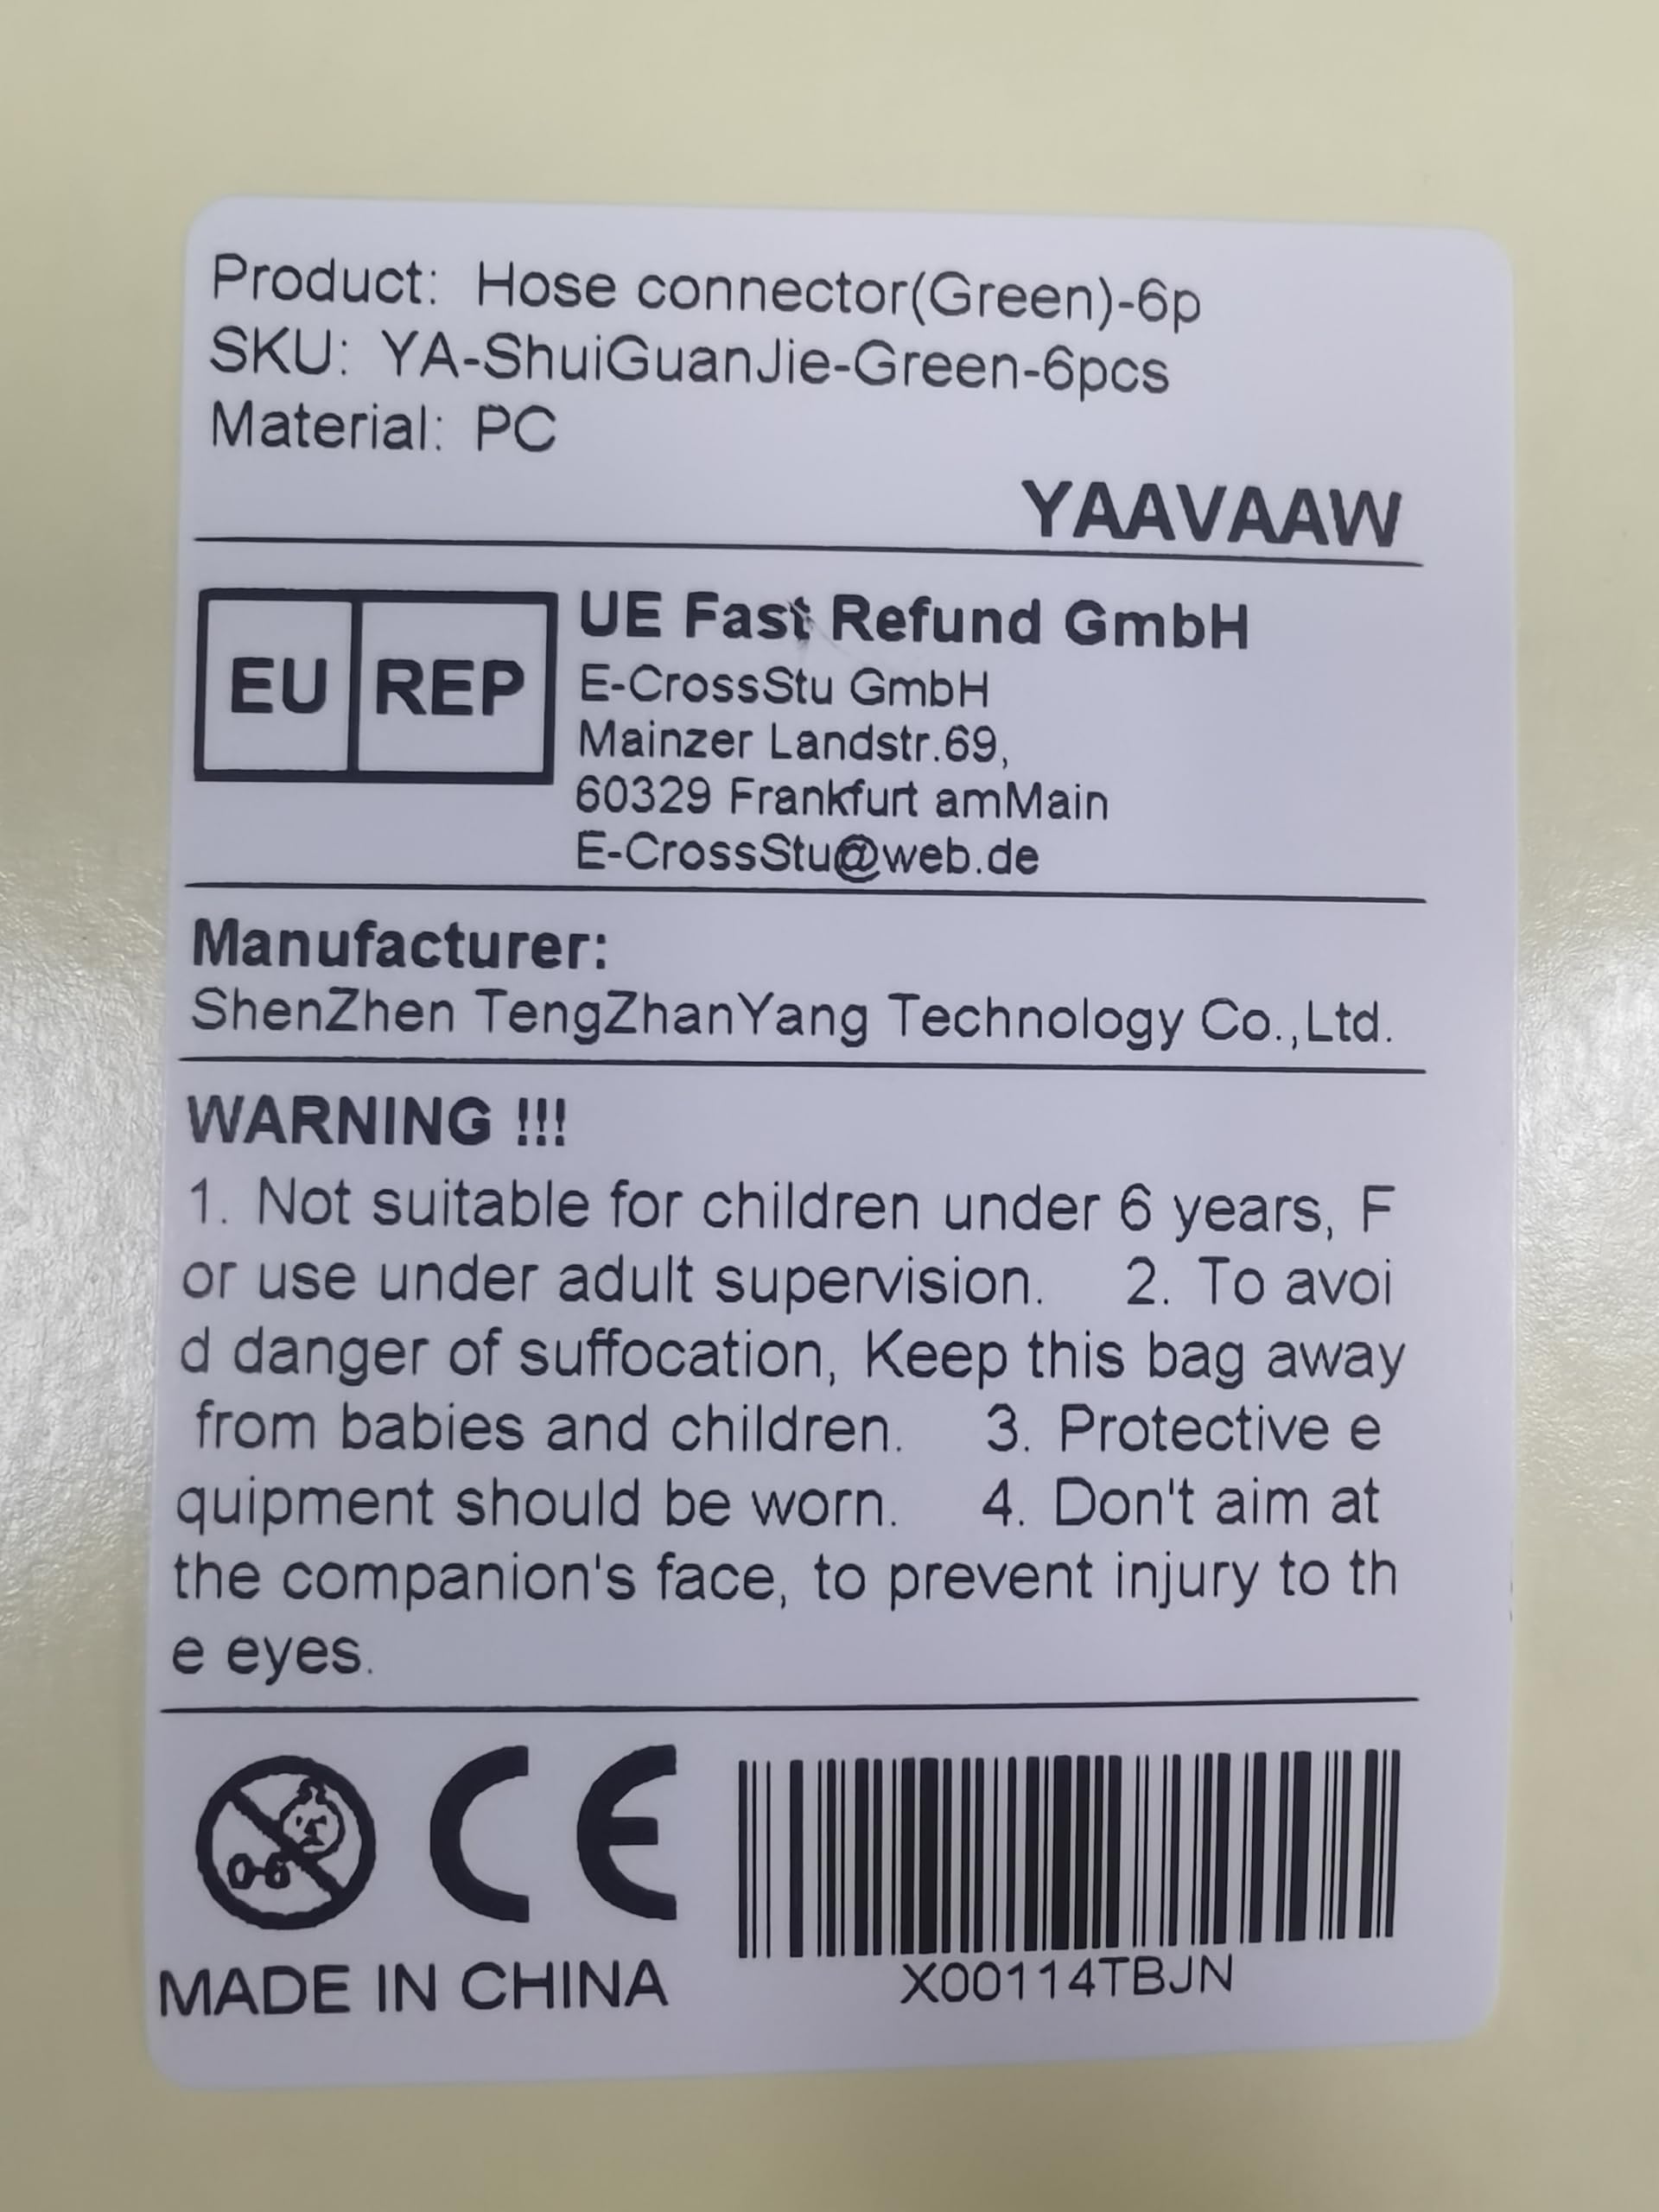 Product: Hose connector(Green)-6p
SKU: YA-ShuiGuanJie-Green-6pcs
Material: PC
YAAVAAW
EU REP
UE Fast Refund GmbH
E-CrossStu GmbH
Mainzer Landstr.69,
60329 Frankfurt amMain
E-CrossStu@web.de
Manufacturer:
ShenZhen TengZhanYang Technology Co.,Ltd.
WARNING !!!
1. Not suitable for children under 6 years, F
or use under adult supervision. 2. To avoi
d danger of suffocation, Keep this bag away
from babies and children. 3. Protective e
quipment should be worn. 4. Don't aim at
the companion's face, to prevent injury to th
e eyes.
CE
MADE IN CHINA
X00114TBJN